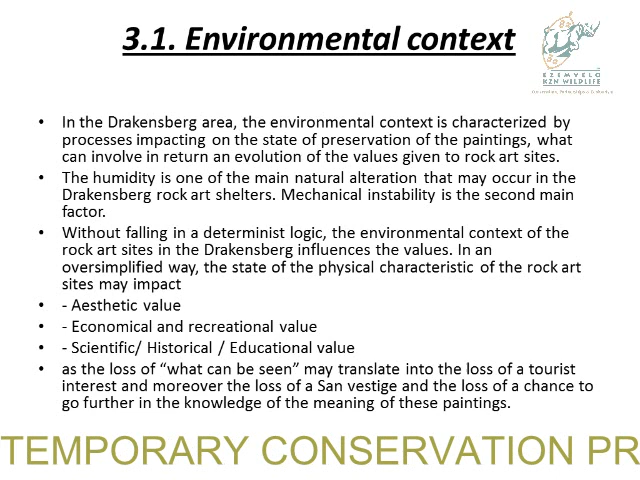 3.1. Environmental context
EZEMVELO
KZN WILDLIFE
• In the Drakensberg area, the environmental context is characterized by
processes impacting on the state of preservation of the paintings, what
can involve in return an evolution of the values given to rock art sites.
• The humidity is one of the main natural alteration that may occur in the
Drakensberg rock art shelters. Mechanical instability is the second main
factor.
• Without falling in a determinist logic, the environmental context of the
rock art sites in the Drakensberg influences the values. In an
oversimplified way, the state of the physical characteristic of the rock art
sites may impact
• - Aesthetic value
• - Economical and recreational value
• - Scientific/ Historical / Educational value
• as the loss of “what can be seen” may translate into the loss of a tourist
interest and moreover the loss of a San vestige and the loss of a chance to
go further in the knowledge of the meaning of these paintings.
TEMPORARY CONSERVATION PR